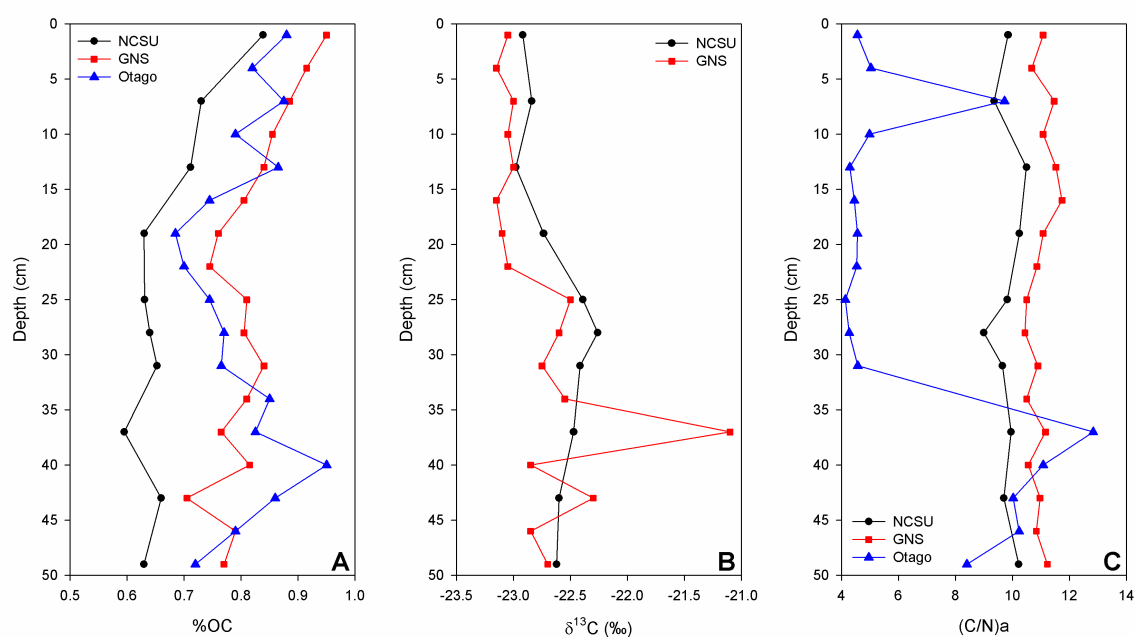 0
5
10
15
20
25
30
35
40
45
50
Depth (cm)
NCSU
GNS
Otago
A
0.5 0.6 0.7 0.8 0.9 1.0
%OC
0
5
10
15
20
25
30
35
40
45
50
Depth (cm)
NCSU
GNS
B
-23.5 -23.0 -22.5 -22.0 -21.5 -21.0
δ¹³C (‰)
0
5
10
15
20
25
30
35
40
45
50
Depth (cm)
NCSU
GNS
Otago
C
4 6 8 10 12 14
(C/N)a